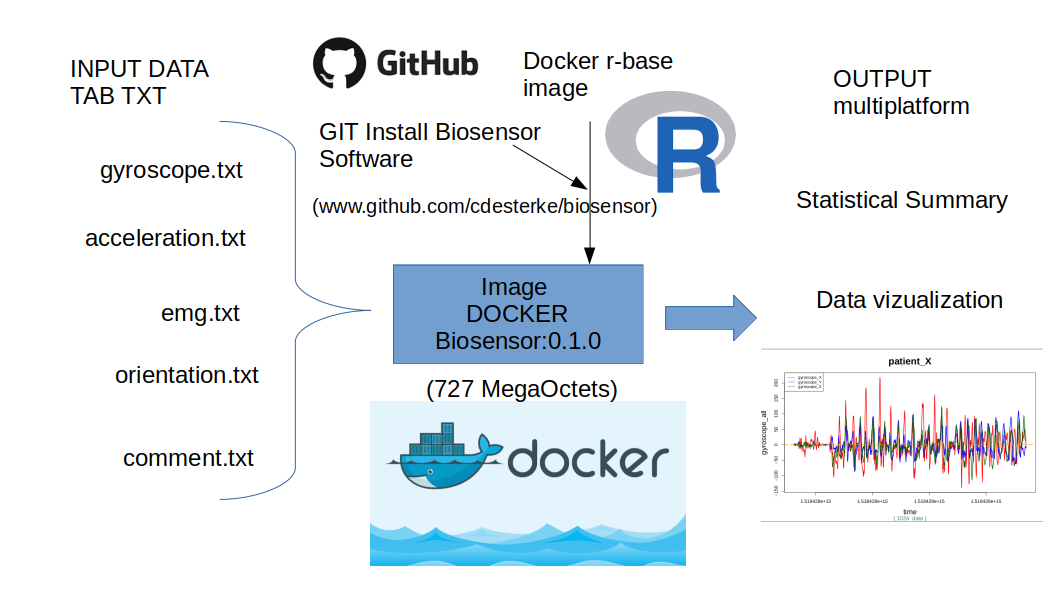 INPUT DATA
TAB TXT
gyroscope.txt
acceleration.txt
emg.txt
orientation.txt
comment.txt
GitHub
GIT Install Biosensor
Software
(www.github.com/cdesterke/biosensor)
Docker r-base
image
R
Image
DOCKER
Biosensor:0.1.0
(727 MegaOctets)
docker
OUTPUT
multiplatform
Statistical Summary
Data vizualization
patient_X
gyroscope_X
gyroscope_Y
gyroscope_Z
gyroscope_all
200
150
100
50
0
-50
-100
-150
1.518428e+15
1.518428e+15
1.518428e+15
1.518428e+15
time
( 1024 data )